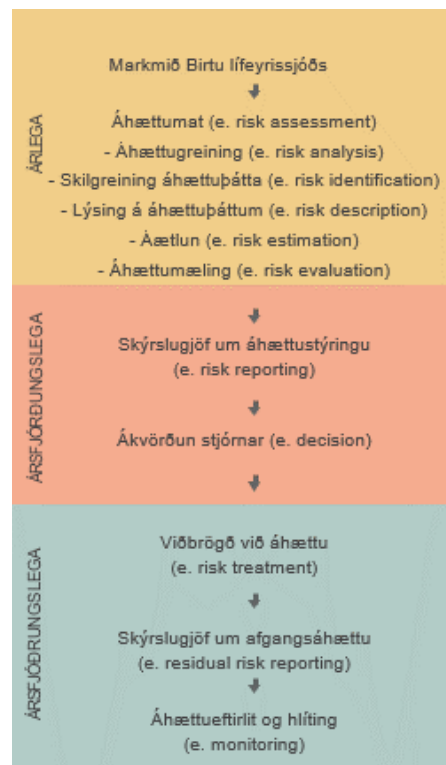 Markmið Birtu lífeyrissjóðs
ÁRLEGA
Áhættumat (e. risk assessment)
- Áhættugreining (e. risk analysis)
- Skilgreining áhættuþátta (e. risk identification)
- Lýsing á áhættuþáttum (e. risk description)
- Áætlun (e. risk estimation)
- Áhættumæling (e. risk evaluation)
ÁRSFJÓRÐUNGSLEGA
Skýrslugjöf um áhættustýringu
(e. risk reporting)
Ákvörðun stjórnar (e. decision)
ÁRSFJÓÐRUNGSLEGA
Viðbrögð við áhættu
(e. risk treatment)
Skýrslugjöf um afgangsáhættu
(e. residual risk reporting)
Áhættueftirlit og hlíting
(e. monitoring)